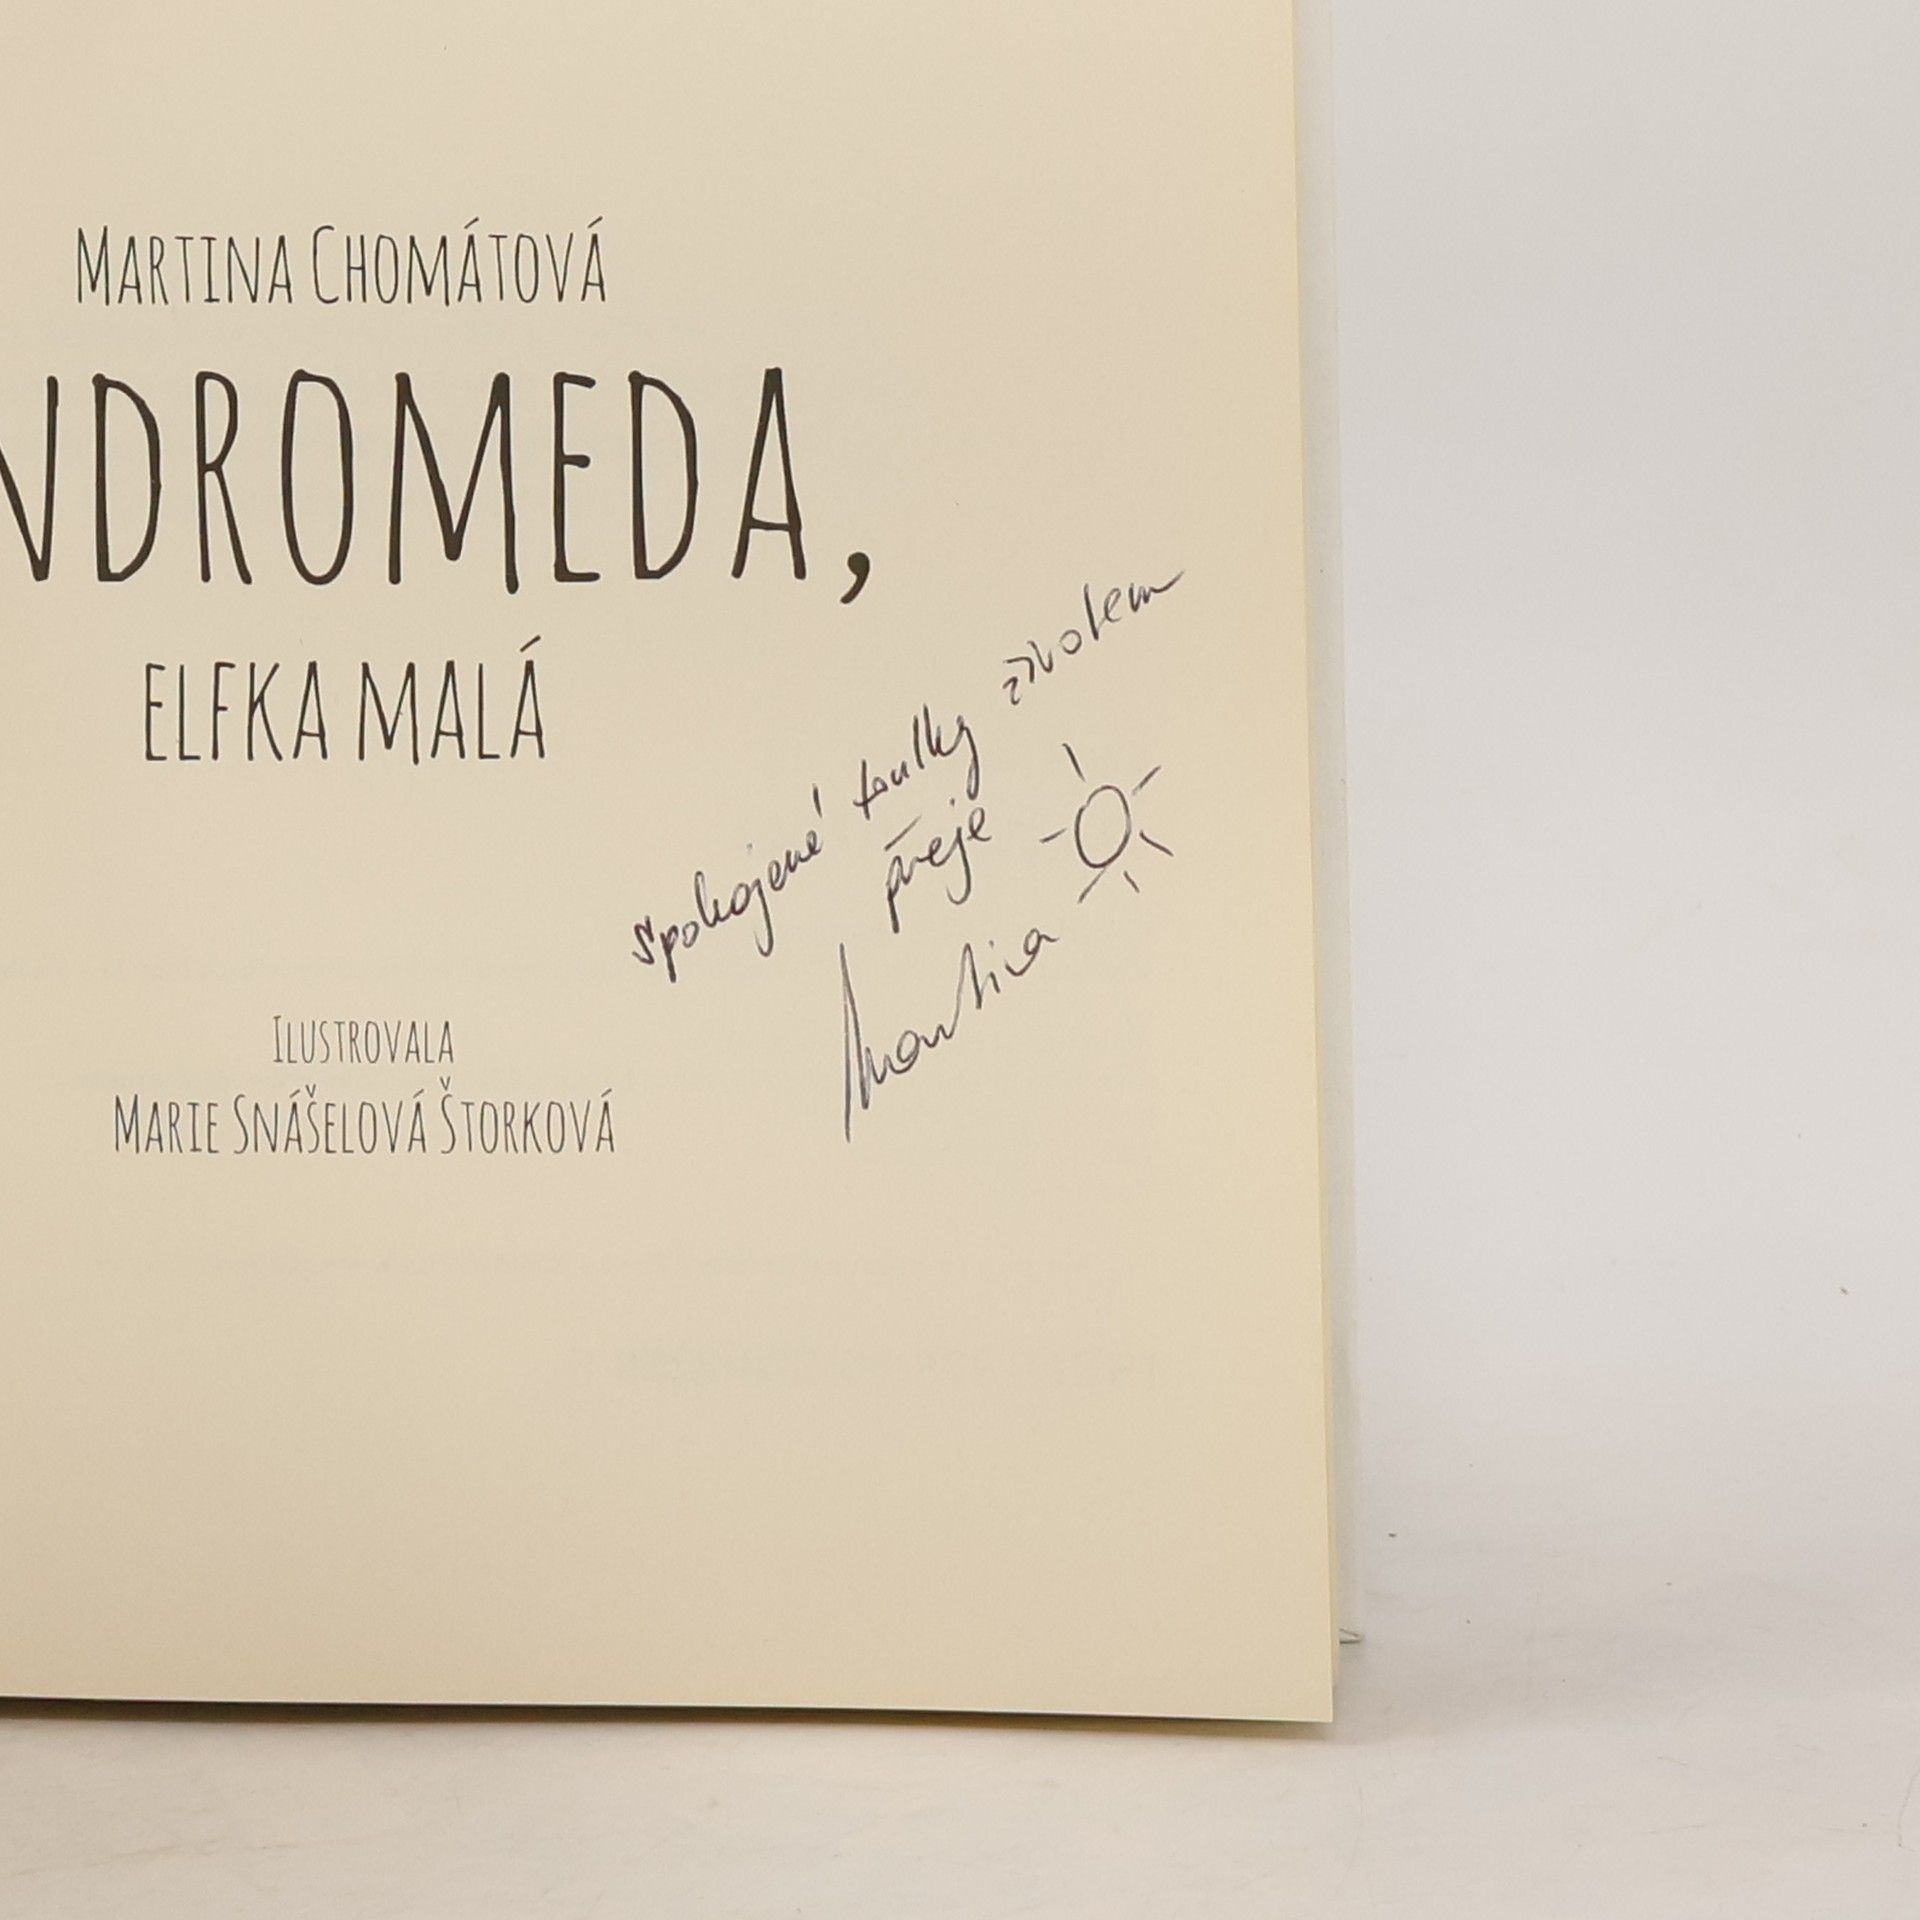 MARTINA CHOMÁTOVÁ
NDROMEDA,
ELFKA MALÁ
spokojené toulky životem
přeje
Martina
ILUSTROVALA
MARIE SNÁŠELOVÁ ŠTORKOVÁ